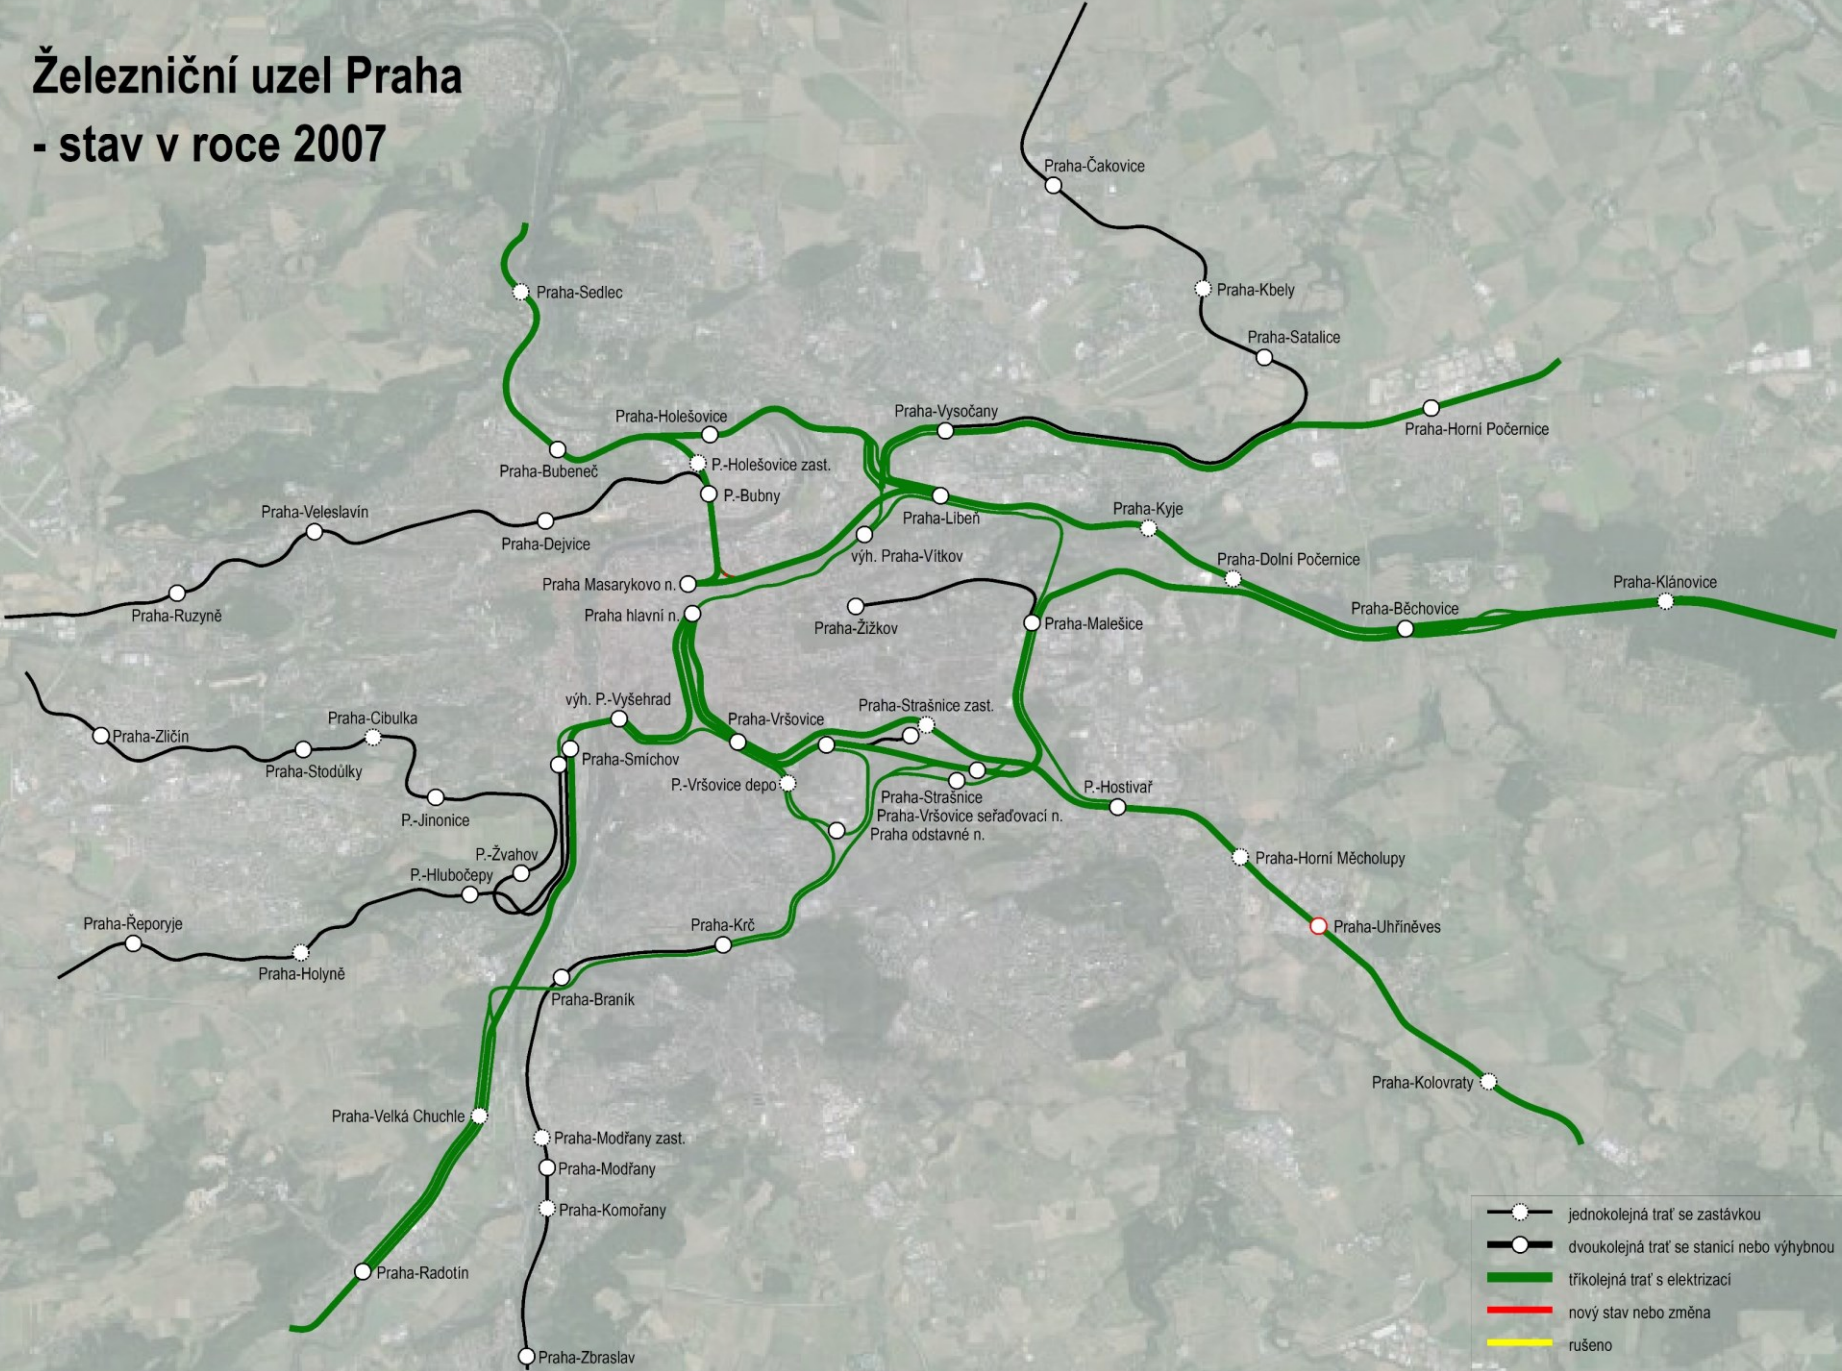 Železniční uzel Praha
- stav v roce 2007
Praha-Čakovice
Praha-Sedlec
Praha-Kbely
Praha-Satalice
Praha-Holešovice
Praha-Vysočany
Praha-Horní Počernice
Praha-Bubeneč
P.-Holešovice zast.
P.-Bubny
Praha-Veleslavín
Praha-Dejvice
Praha-Libeň
Praha-Kyje
výh. Praha-Vítkov
Praha-Dolní Počernice
Praha Masarykovo n.
Praha-Klánovice
Praha-Ruzyně
Praha hlavní n.
Praha-Žižkov
Praha-Malešice
Praha-Běchovice
výh. P.-Vyšehrad
Praha-Strašnice zast.
Praha-Cibulka
Praha-Vršovice
Praha-Zličín
Praha-Smíchov
Praha-Stodůlky
P.-Vršovice depo
P.-Hostivař
Praha-Strašnice
Praha-Vršovice seřaďovací n.
Praha odstavné n.
P.-Jinonice
P.-Žvahov
P.-Hlubočepy
Praha-Horní Měcholupy
Praha-Řeporyje
Praha-Krč
Praha-Uhříněves
Praha-Holyně
Praha-Braník
Praha-Kolovraty
Praha-Velká Chuchle
Praha-Modřany zast.
Praha-Modřany
Praha-Komořany
Praha-Radotín
Praha-Zbraslav
jednokolejná trať se zastávkou
dvoukolejná trať se stanicí nebo výhybnou
tříkolejná trať s elektrizací
nový stav nebo změna
rušeno